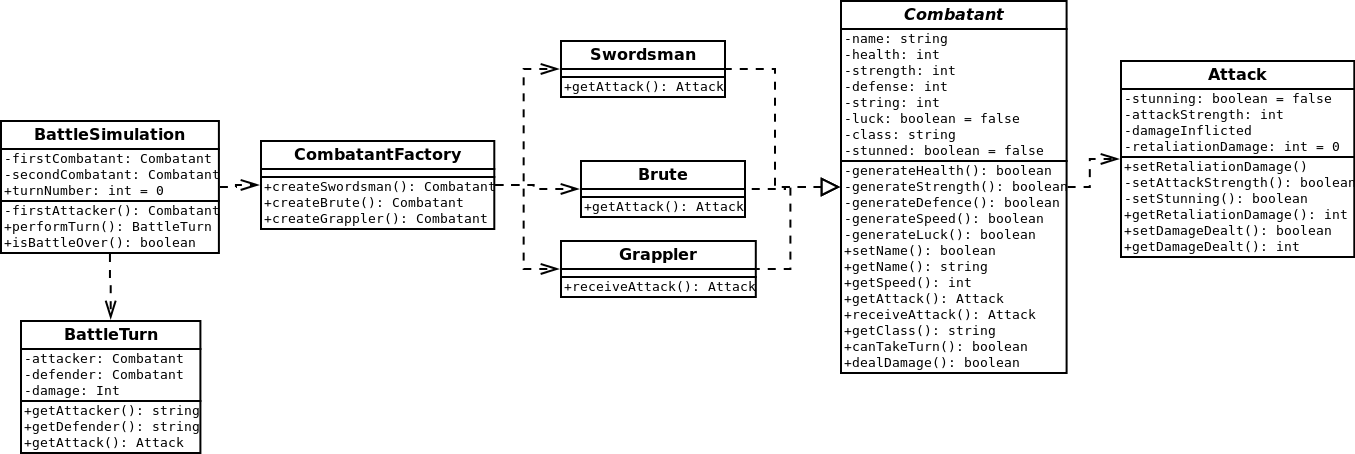 BattleSimulation
-firstCombatant: Combatant
-secondCombatant: Combatant
+turnNumber: int = 0
-firstAttacker(): Combatant
+performTurn(): BattleTurn
+isBattleOver(): boolean
BattleTurn
-attacker: Combatant
-defender: Combatant
-damage: Int
+getAttacker(): string
+getDefender(): string
+getAttack(): Attack
CombatantFactory
+createSwordsman(): Combatant
+createBrute(): Combatant
+createGrappler(): Combatant
Swordsman
+getAttack(): Attack
Brute
+getAttack(): Attack
Grappler
+receiveAttack(): Attack
Combatant
-name: string
-health: int
-strength: int
-defense: int
-string: int
-luck: boolean = false
-class: string
-stunned: boolean = false
-generateHealth(): boolean
-generateStrength(): boolean
-generateDefence(): boolean
-generateSpeed(): boolean
-generateLuck(): boolean
+setName(): boolean
+getName(): string
+getSpeed(): int
+getAttack(): Attack
+receiveAttack(): Attack
+getClass(): string
+canTakeTurn(): boolean
+dealDamage(): boolean
Attack
-stunning: boolean = false
-attackStrength: int
-damageInflicted
-retaliationDamage: int = 0
+setRetaliationDamage()
-setAttackStrength(): boolean
-setStunning(): boolean
+getRetaliationDamage(): int
+setDamageDealt(): boolean
+getDamageDealt(): int